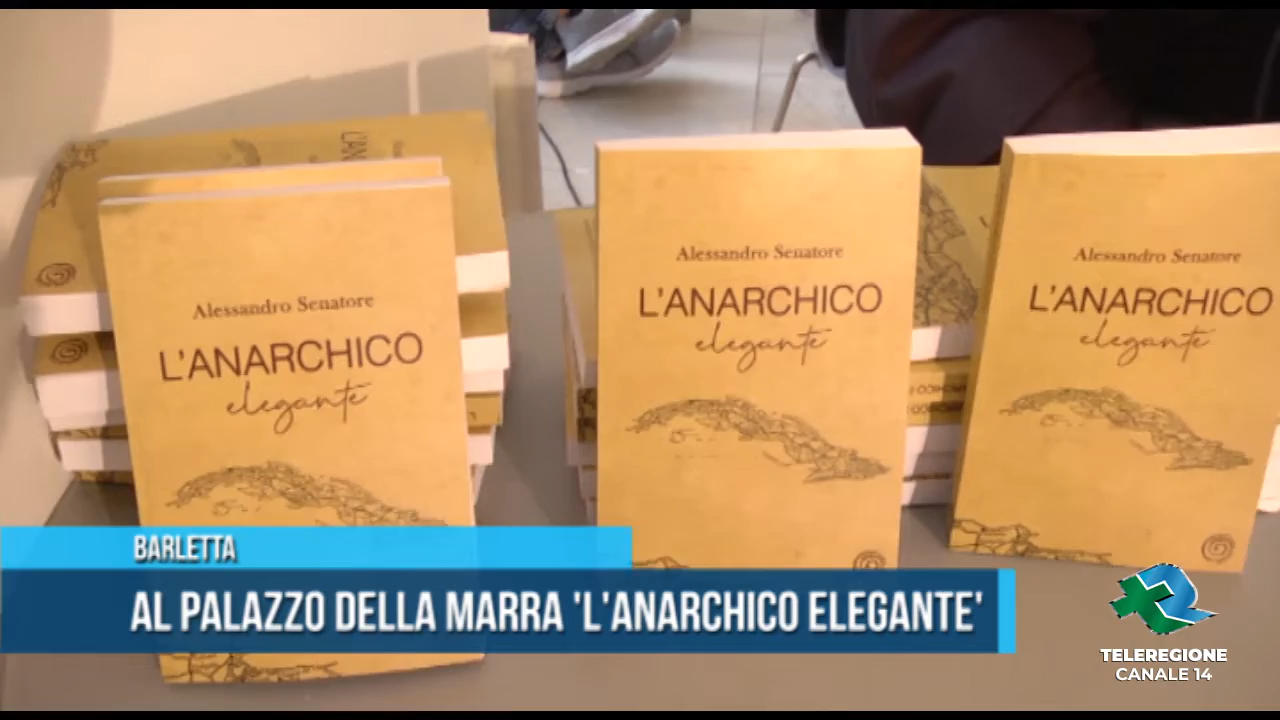 Alessandro Senatore
L'ANARCHICO
elegante
Alessandro Senatore
L'ANARCHICO
elegante
Alessandro Senatore
L'ANARCHICO
elegante
BARLETTA
AL PALAZZO DELLA MARRA 'L'ANARCHICO ELEGANTE'
TELEREGIONE
CANALE 14